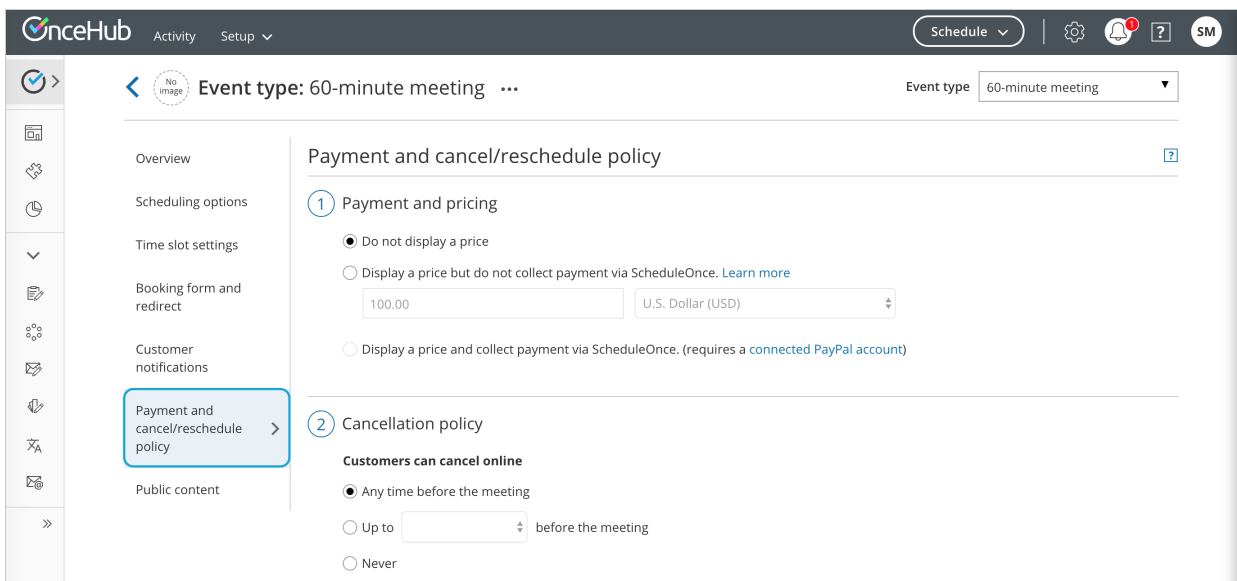 OnceHub Activity Setup Schedule 1 ? SM
No image Event type: 60-minute meeting ... Event type 60-minute meeting
Overview
Scheduling options
Time slot settings
Booking form and
redirect
Customer
notifications
Payment and
cancel/reschedule
policy
Public content
Payment and cancel/reschedule policy ?
1 Payment and pricing
Do not display a price
Display a price but do not collect payment via ScheduleOnce. Learn more
100.00 U.S. Dollar (USD)
Display a price and collect payment via ScheduleOnce. (requires a connected PayPal account)
2 Cancellation policy
Customers can cancel online
Any time before the meeting
Up to before the meeting
Never